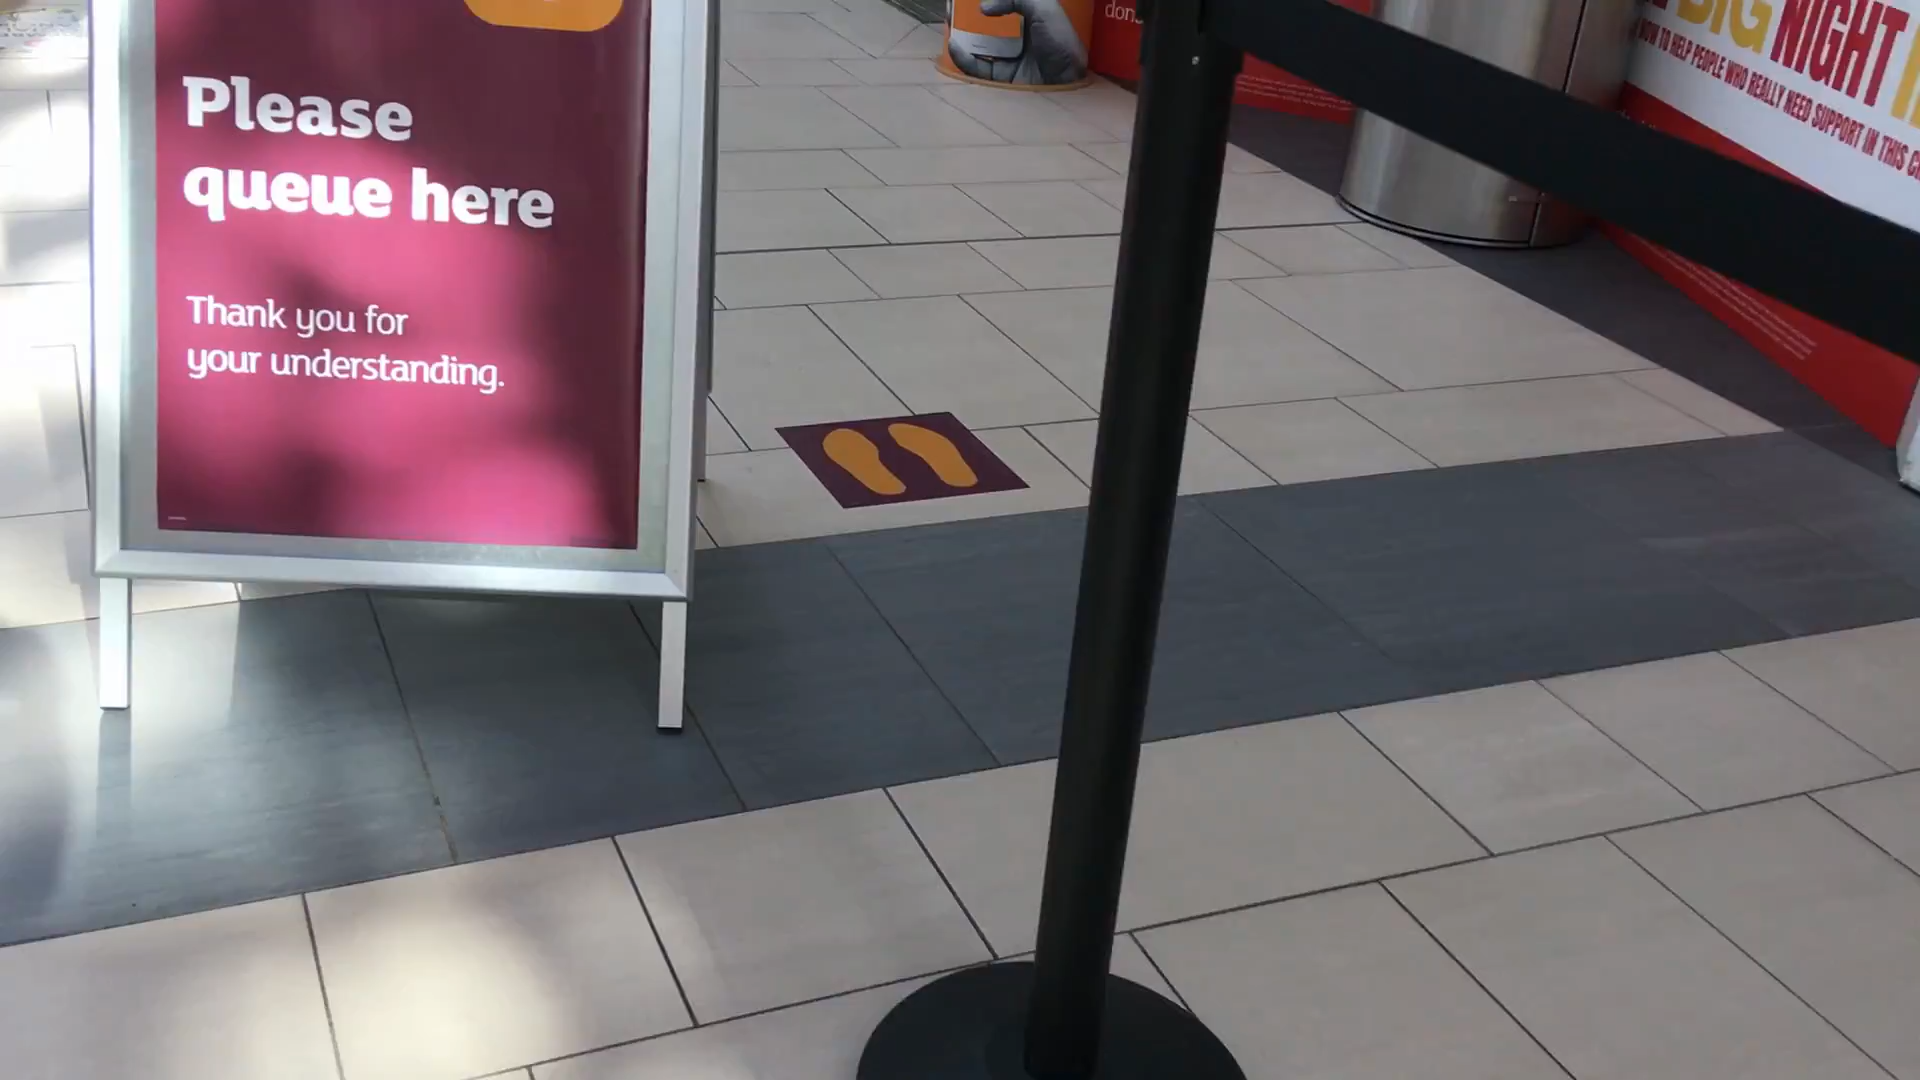 Please
queue here
Thank you for
your understanding.
BIG NIGHT
NOW TO HELP PEOPLE WHO REALLY NEED SUPPORT IN THIS